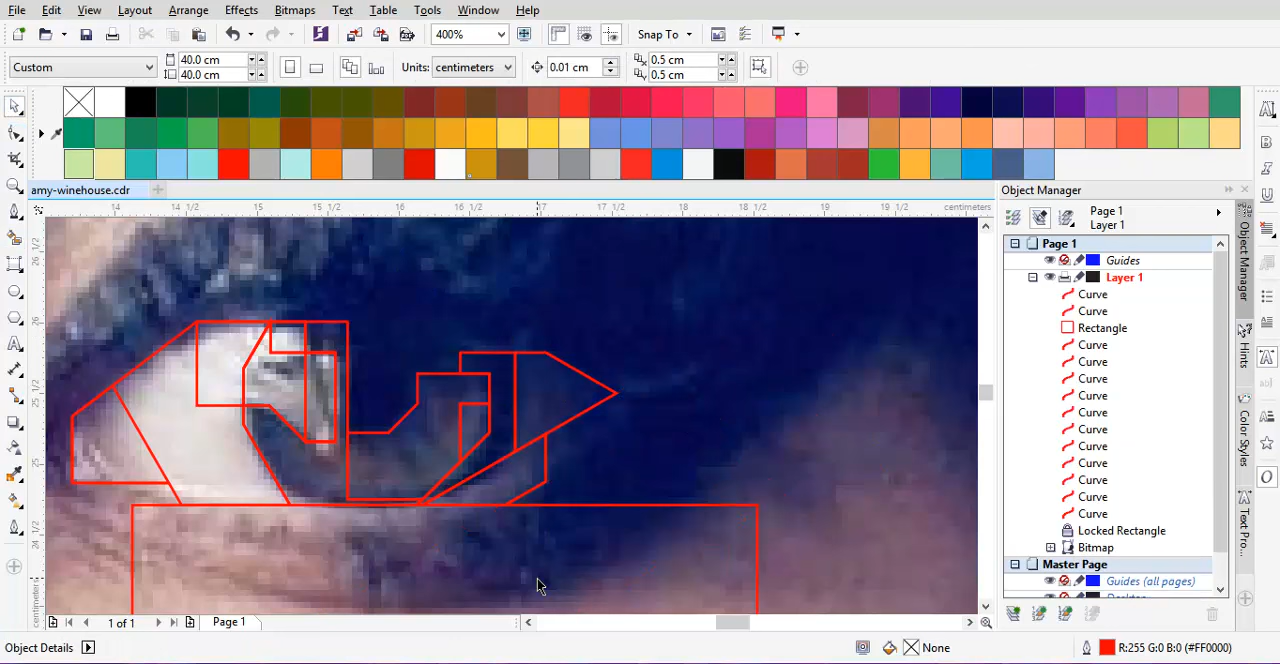 File Edit View Layout Arrange Effects Bitmaps Text Table Tools Window Help
400% Snap To
Custom 40.0 cm 40.0 cm Units: centimeters 0.01 cm 0.5 cm 0.5 cm
amy-winehouse.cdr
Object Manager
14 14 1/2 15 15 1/2 16 16 1/2 17 17 1/2 18 18 1/2 19 19 1/2 centimeters
Page 1
Layer 1
Page 1
Guides
Layer 1
Curve
Curve
Rectangle
Curve
Curve
Curve
Curve
Curve
Curve
Curve
Curve
Curve
Curve
Curve
Locked Rectangle
Bitmap
Master Page
Guides (all pages)
Object Manager
Hints
Color Styles
Text Pro...
1 of 1 Page 1
Object Details None R:255 G:0 B:0 (#FF0000)